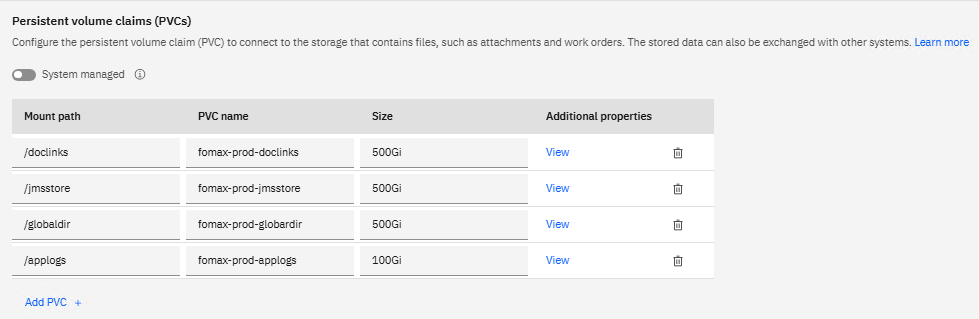 Persistent volume claims (PVCs)
Configure the persistent volume claim (PVC) to connect to the storage that contains files, such as attachments and work orders. The stored data can also be exchanged with other systems. Learn more
System managed
Mount path PVC name Size Additional properties
/doclinks fomax-prod-doclinks 500Gi View
/jmsstore fomax-prod-jmsstore 500Gi View
/globaldir fomax-prod-globardir 500Gi View
/applogs fomax-prod-applogs 100Gi View
Add PVC +